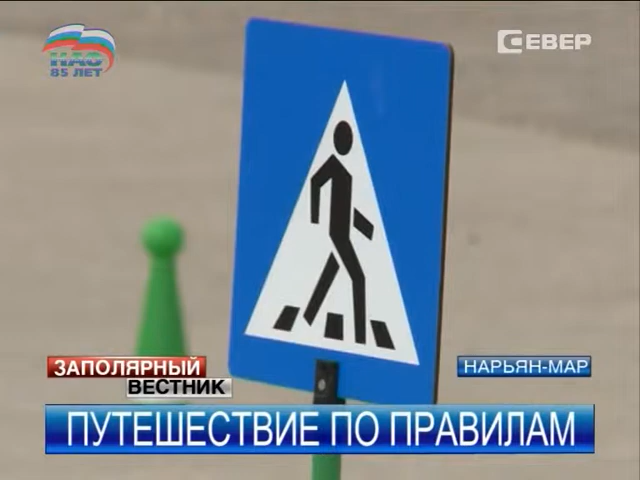 НАО
85 ЛЕТ
СЕВЕР
ЗАПОЛЯРНЫЙ
ВЕСТНИК
НАРЬЯН-МАР
ПУТЕШЕСТВИЕ ПО ПРАВИЛАМ